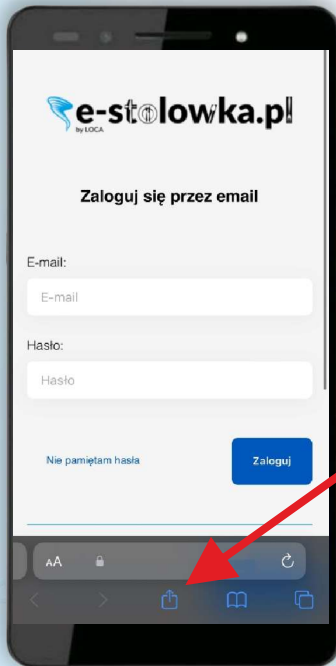 e-stolowka.pl
by LOCA
Zaloguj się przez email
E-mail:
E-mail
Hasło:
Hasło
Nie pamiętam hasła
Zaloguj
AA